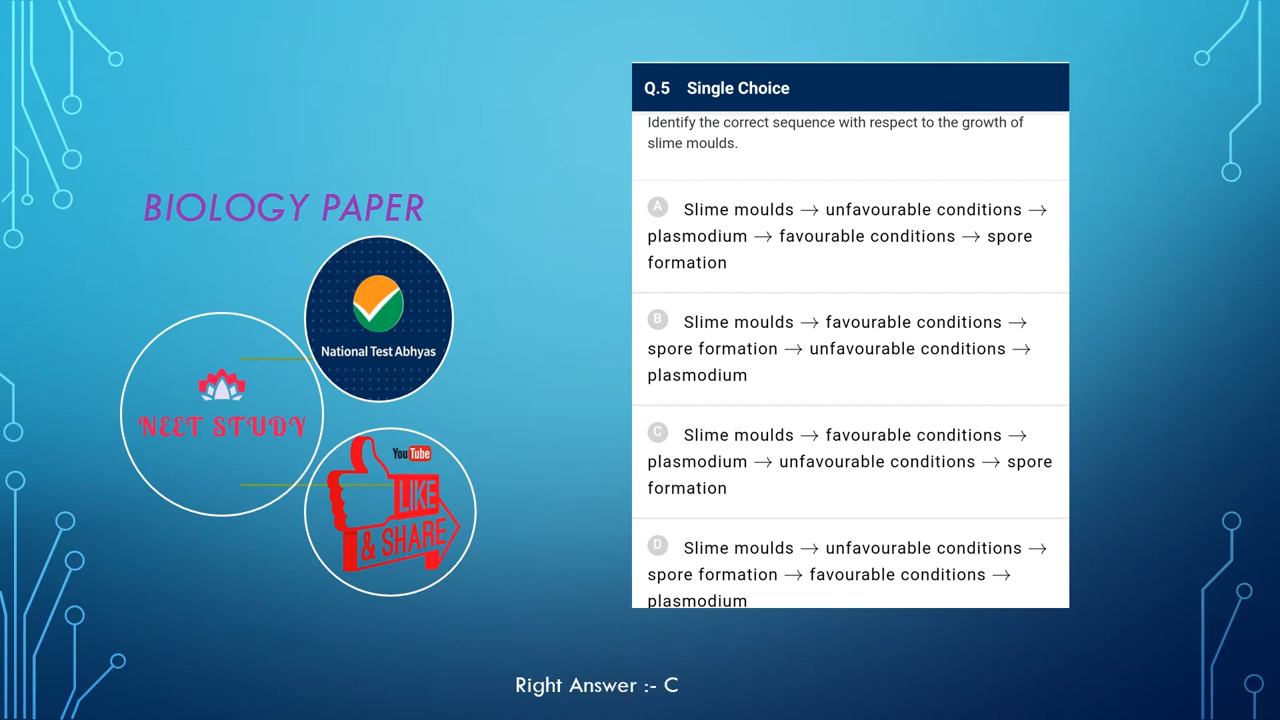 BIOLOGY PAPER
National Test Abhyas
NEET STUDY
YouTube
LIKE
& SHARE
Q.5 Single Choice
Identify the correct sequence with respect to the growth of
slime moulds.
A Slime moulds → unfavourable conditions →
plasmodium → favourable conditions → spore
formation
B Slime moulds → favourable conditions →
spore formation → unfavourable conditions →
plasmodium
C Slime moulds → favourable conditions →
plasmodium → unfavourable conditions → spore
formation
D Slime moulds → unfavourable conditions →
spore formation → favourable conditions →
plasmodium
Right Answer :- C